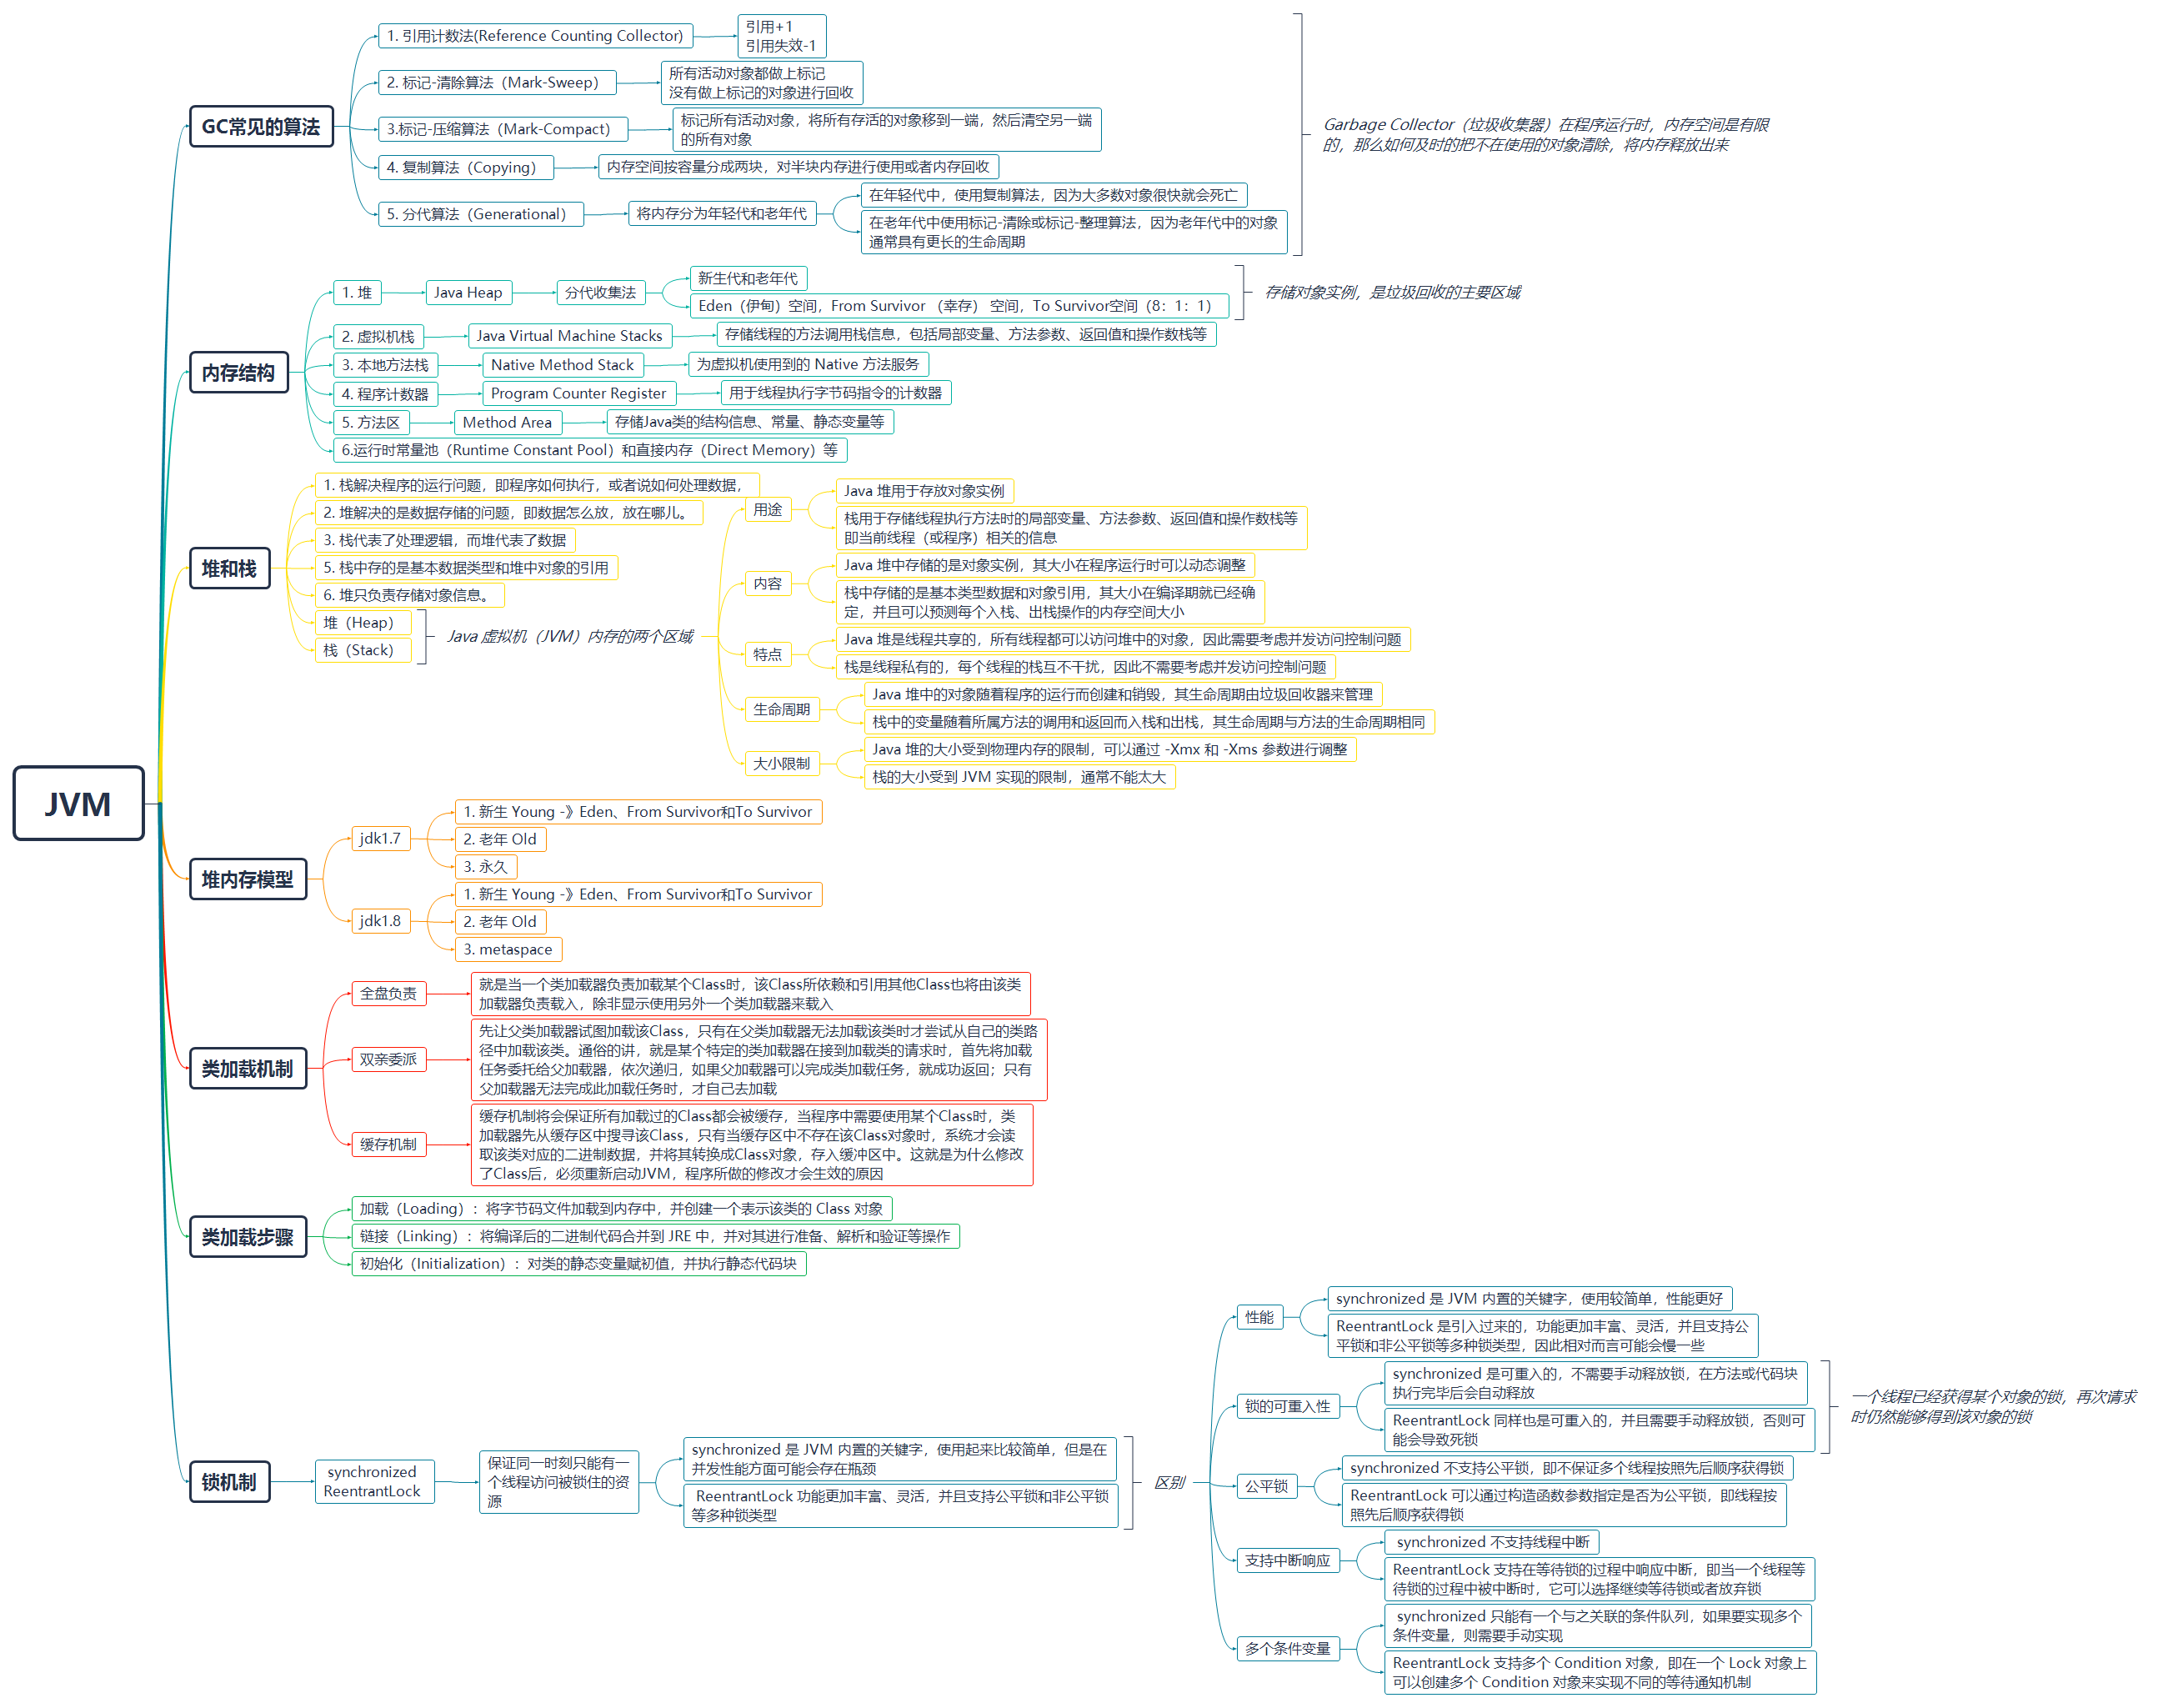 JVM
GC常见的算法
1. 引用计数法(Reference Counting Collector)
引用+1
引用失效-1
2. 标记-清除算法（Mark-Sweep）
所有活动对象都做上标记
没有做上标记的对象进行回收
3.标记-压缩算法（Mark-Compact）
标记所有活动对象，将所有存活的对象移到一端，然后清空另一端
的所有对象
4. 复制算法（Copying）
内存空间按容量分成两块，对半块内存进行使用或者内存回收
5. 分代算法（Generational）
将内存分为年轻代和老年代
在年轻代中，使用复制算法，因为大多数对象很快就会死亡
在老年代中使用标记-清除或标记-整理算法，因为老年代中的对象
通常具有更长的生命周期
Garbage Collector（垃圾收集器）在程序运行时，内存空间是有限
的，那么如何及时的把不在使用的对象清除，将内存释放出来
内存结构
1. 堆
Java Heap
分代收集法
新生代和老年代
Eden（伊甸）空间，From Survivor （幸存） 空间，To Survivor空间（8：1：1）
存储对象实例，是垃圾回收的主要区域
2. 虚拟机栈
Java Virtual Machine Stacks
存储线程的方法调用栈信息，包括局部变量、方法参数、返回值和操作数栈等
3. 本地方法栈
Native Method Stack
为虚拟机使用到的 Native 方法服务
4. 程序计数器
Program Counter Register
用于线程执行字节码指令的计数器
5. 方法区
Method Area
存储Java类的结构信息、常量、静态变量等
6.运行时常量池（Runtime Constant Pool）和直接内存（Direct Memory）等
堆和栈
1. 栈解决程序的运行问题，即程序如何执行，或者说如何处理数据，
2. 堆解决的是数据存储的问题，即数据怎么放，放在哪儿。
3. 栈代表了处理逻辑，而堆代表了数据
5. 栈中存的是基本数据类型和堆中对象的引用
6. 堆只负责存储对象信息。
堆（Heap）
栈（Stack）
Java 虚拟机（JVM）内存的两个区域
用途
Java 堆用于存放对象实例
栈用于存储线程执行方法时的局部变量、方法参数、返回值和操作数栈等
即当前线程（或程序）相关的信息
内容
Java 堆中存储的是对象实例，其大小在程序运行时可以动态调整
栈中存储的是基本类型数据和对象引用，其大小在编译期就已经确
定，并且可以预测每个入栈、出栈操作的内存空间大小
特点
Java 堆是线程共享的，所有线程都可以访问堆中的对象，因此需要考虑并发访问控制问题
栈是线程私有的，每个线程的栈互不干扰，因此不需要考虑并发访问控制问题
生命周期
Java 堆中的对象随着程序的运行而创建和销毁，其生命周期由垃圾回收器来管理
栈中的变量随着所属方法的调用和返回而入栈和出栈，其生命周期与方法的生命周期相同
大小限制
Java 堆的大小受到物理内存的限制，可以通过 -Xmx 和 -Xms 参数进行调整
栈的大小受到 JVM 实现的限制，通常不能太大
堆内存模型
jdk1.7
1. 新生 Young -》Eden、From Survivor和To Survivor
2. 老年 Old
3. 永久
jdk1.8
1. 新生 Young -》Eden、From Survivor和To Survivor
2. 老年 Old
3. metaspace
类加载机制
全盘负责
就是当一个类加载器负责加载某个Class时，该Class所依赖和引用其他Class也将由该类
加载器负责载入，除非显示使用另外一个类加载器来载入
双亲委派
先让父类加载器试图加载该Class，只有在父类加载器无法加载该类时才尝试从自己的类路
径中加载该类。通俗的讲，就是某个特定的类加载器在接到加载类的请求时，首先将加载
任务委托给父加载器，依次递归，如果父加载器可以完成类加载任务，就成功返回；只有
父加载器无法完成此加载任务时，才自己去加载
缓存机制
缓存机制将会保证所有加载过的Class都会被缓存，当程序中需要使用某个Class时，类
加载器先从缓存区中搜寻该Class，只有当缓存区中不存在该Class对象时，系统才会读
取该类对应的二进制数据，并将其转换成Class对象，存入缓冲区中。这就是为什么修改
了Class后，必须重新启动JVM，程序所做的修改才会生效的原因
类加载步骤
加载（Loading）：将字节码文件加载到内存中，并创建一个表示该类的 Class 对象
链接（Linking）：将编译后的二进制代码合并到 JRE 中，并对其进行准备、解析和验证等操作
初始化（Initialization）：对类的静态变量赋初值，并执行静态代码块
锁机制
synchronized
ReentrantLock
保证同一时刻只能有一
个线程访问被锁住的资
源
synchronized 是 JVM 内置的关键字，使用起来比较简单，但是在
并发性能方面可能会存在瓶颈
ReentrantLock 功能更加丰富、灵活，并且支持公平锁和非公平锁
等多种锁类型
区别
性能
synchronized 是 JVM 内置的关键字，使用较简单，性能更好
ReentrantLock 是引入过来的，功能更加丰富、灵活，并且支持公
平锁和非公平锁等多种锁类型，因此相对而言可能会慢一些
锁的可重入性
synchronized 是可重入的，不需要手动释放锁，在方法或代码块
执行完毕后会自动释放
ReentrantLock 同样也是可重入的，并且需要手动释放锁，否则可
能会导致死锁
一个线程已经获得某个对象的锁，再次请求
时仍然能够得到该对象的锁
公平锁
synchronized 不支持公平锁，即不保证多个线程按照先后顺序获得锁
ReentrantLock 可以通过构造函数参数指定是否为公平锁，即线程按
照先后顺序获得锁
支持中断响应
synchronized 不支持线程中断
ReentrantLock 支持在等待锁的过程中响应中断，即当一个线程等
待锁的过程中被中断时，它可以选择继续等待锁或者放弃锁
多个条件变量
synchronized 只能有一个与之关联的条件队列，如果要实现多个
条件变量，则需要手动实现
ReentrantLock 支持多个 Condition 对象，即在一个 Lock 对象上
可以创建多个 Condition 对象来实现不同的等待通知机制